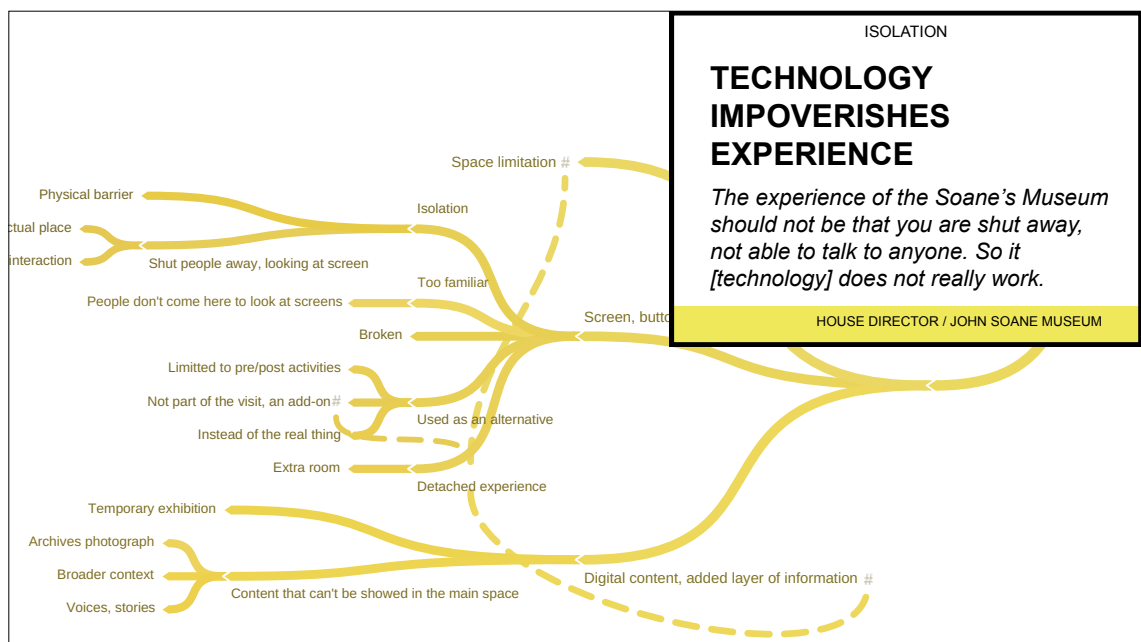 ISOLATION
TECHNOLOGY
IMPOVERISHES
EXPERIENCE
The experience of the Soane's Museum
should not be that you are shut away,
not able to talk to anyone. So it
[technology] does not really work.
HOUSE DIRECTOR / JOHN SOANE MUSEUM
Space limitation #
Physical barrier
Isolation
place
interaction
Shut people away, looking at screen
Too familiar
People don't come here to look at screens
Screen,
Broken
Limitted to pre/post activities
Not part of the visit, an add-on#
Used as an alternative
Instead of the real thing
Extra room
Detached experience
Temporary exhibition
Archives photograph
Broader context
Digital content, added layer of information #
Content that can't be showed in the main space
Voices, stories